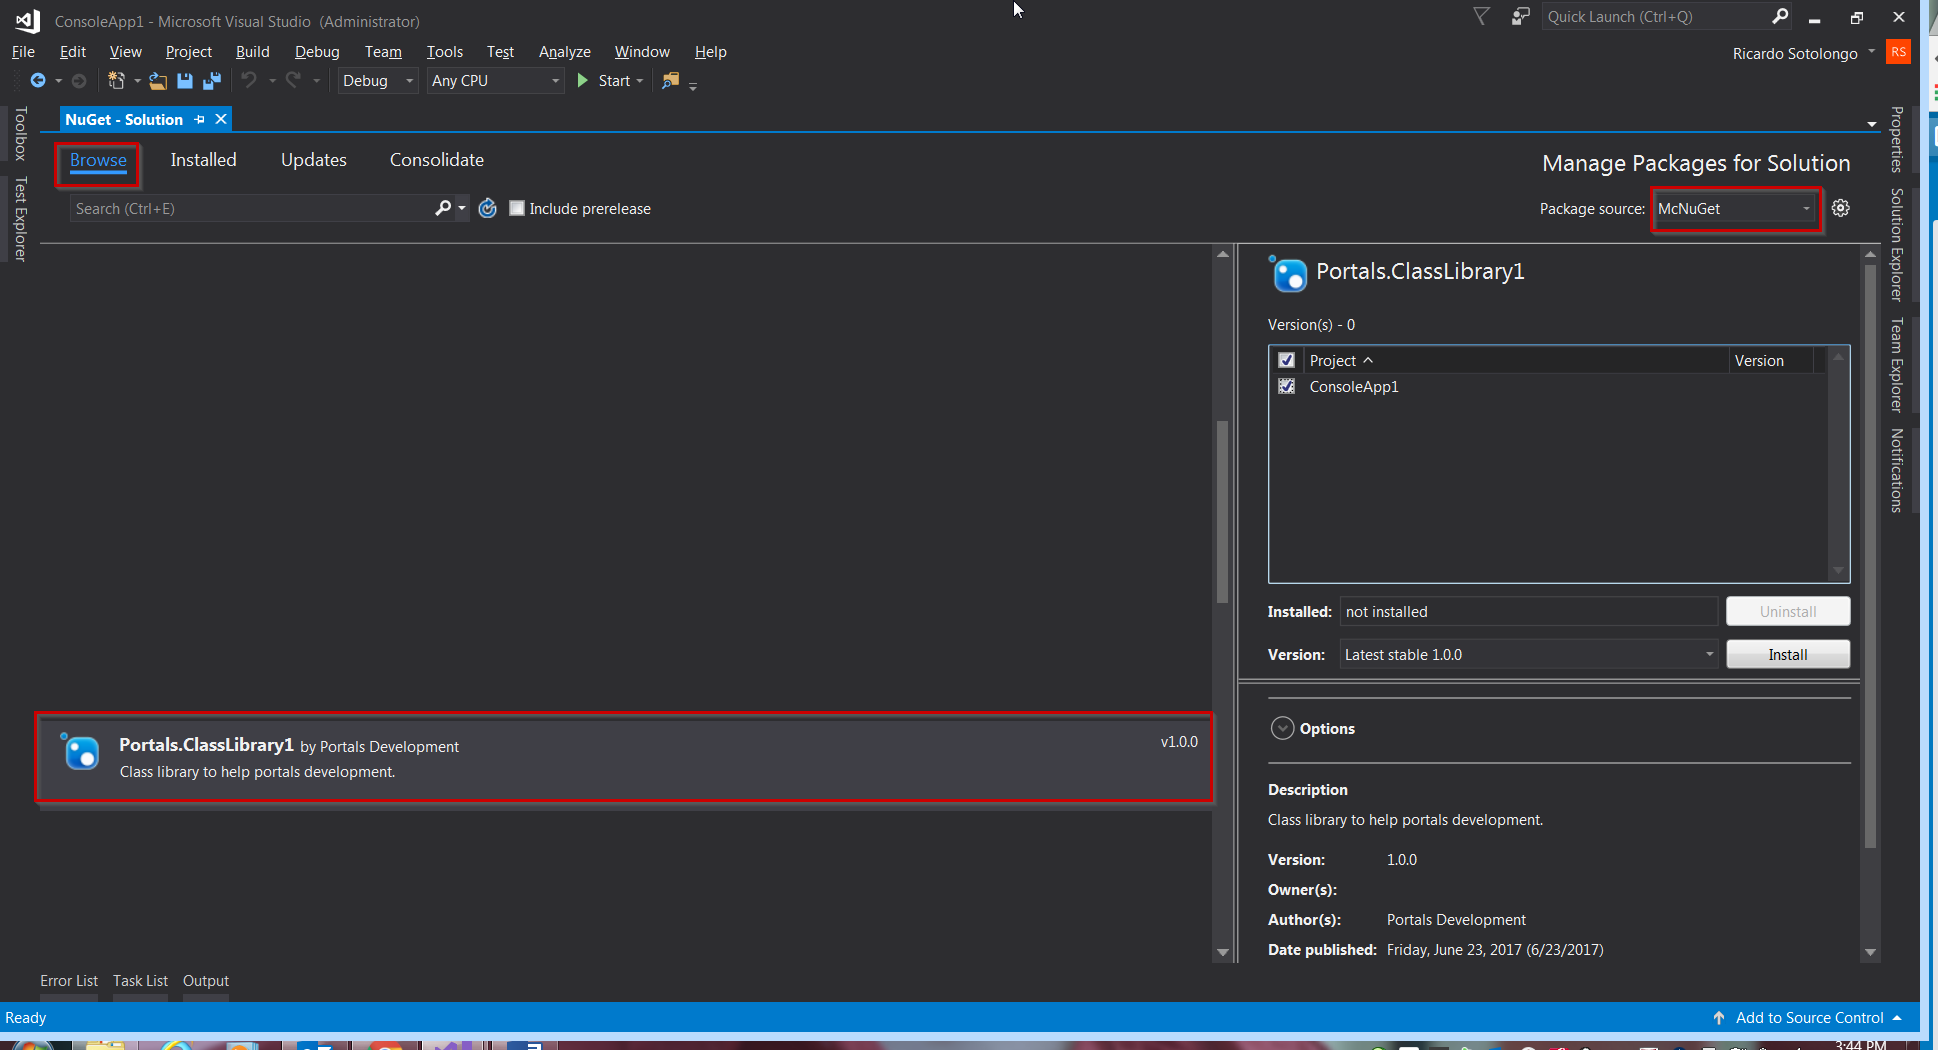 ConsoleApp1 - Microsoft Visual Studio (Administrator)
Quick Launch (Ctrl+Q)
File Edit View Project Build Debug Team Tools Test Analyze Window Help
Ricardo Sotolongo RS
Debug Any CPU Start
Toolbox
Test Explorer
NuGet - Solution
Browse Installed Updates Consolidate
Manage Packages for Solution
Search (Ctrl+E)
Include prerelease
Package source: McNuGet
Portals.ClassLibrary1 by Portals Development
v1.0.0
Class library to help portals development.
Portals.ClassLibrary1
Version(s) - 0
Project Version
ConsoleApp1
Installed: not installed Uninstall
Version: Latest stable 1.0.0 Install
Options
Description
Class library to help portals development.
Version: 1.0.0
Owner(s):
Author(s): Portals Development
Date published: Friday, June 23, 2017 (6/23/2017)
Properties
Solution Explorer
Team Explorer
Notifications
Error List Task List Output
Ready
Add to Source Control
3:44 PM